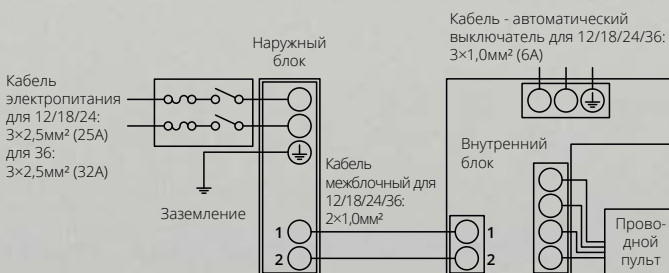 Кабель - автоматический
выключатель для 12/18/24/36:
3×1,0мм² (6А)
Наружный
блок
Кабель
электропитания
для 12/18/24:
3×2,5мм² (25А)
для 36:
3×2,5мм² (32А)
Внутренний
блок
Кабель
межблочный для
12/18/24/36:
2×1,0мм²
Заземление
1
2
1
2
Прово-
дной
пульт